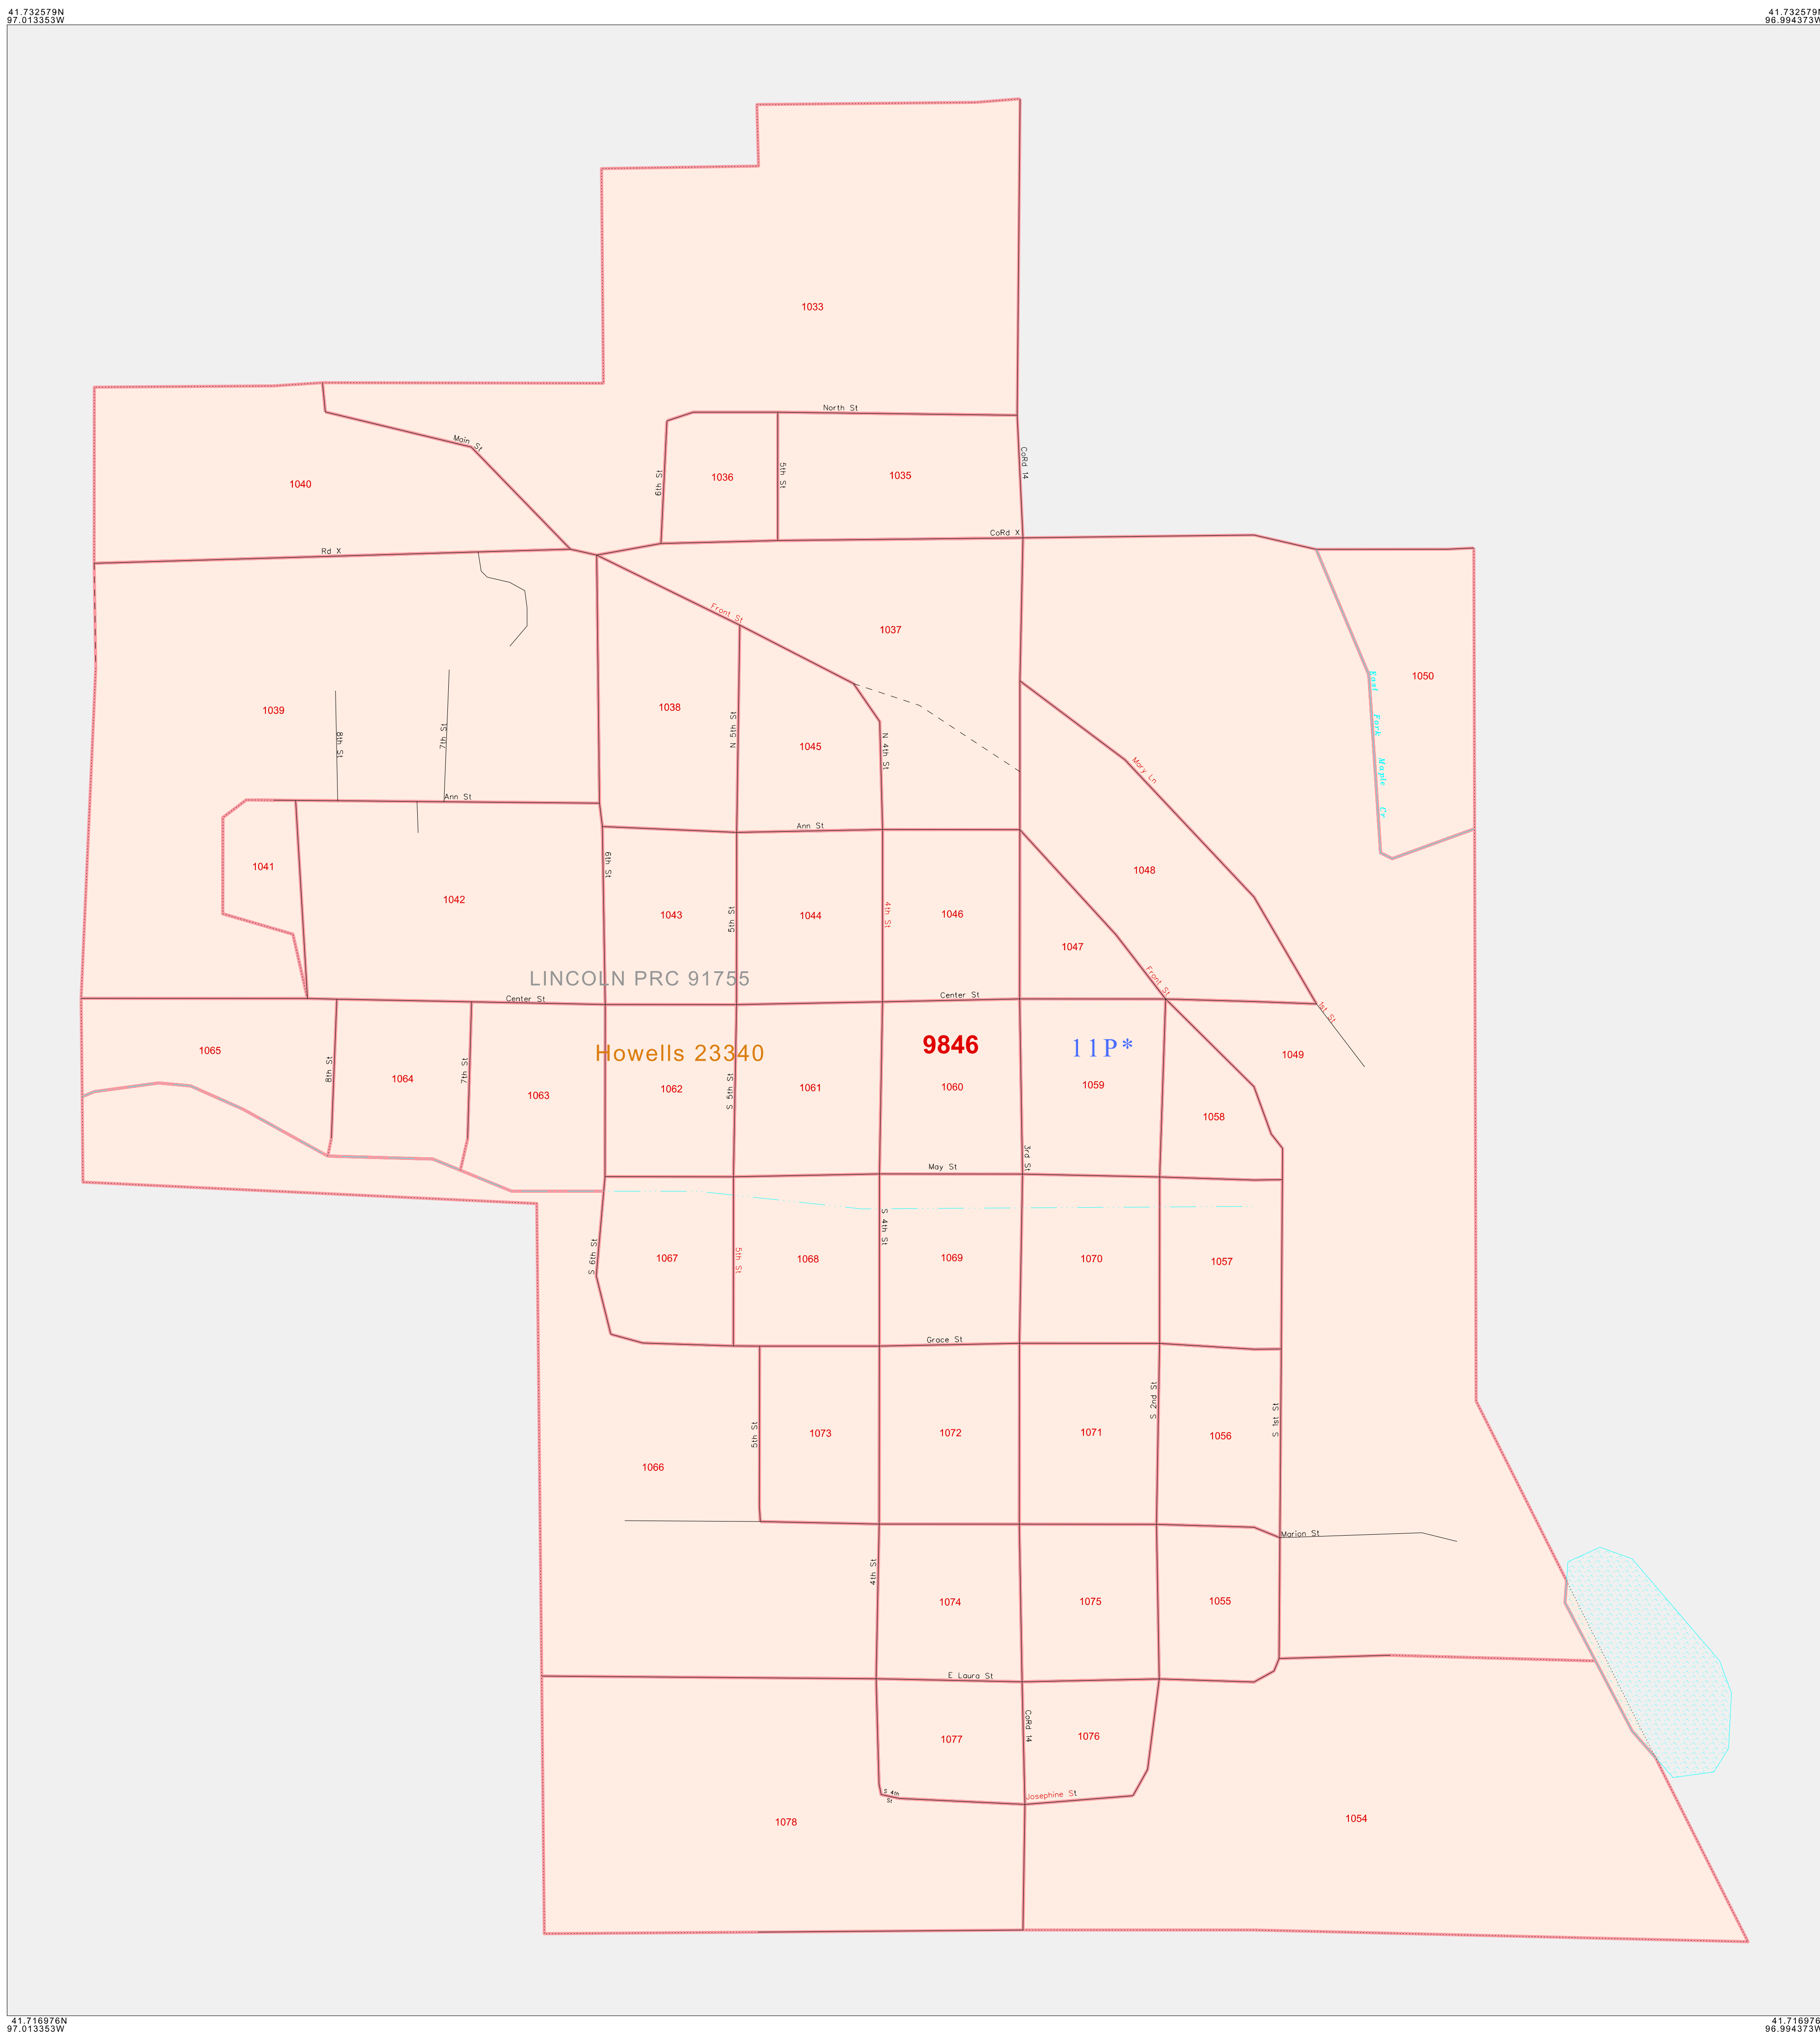 41.732579N
97.013353W
41.732579N
96.994373W
1033
North St
Main St
CoRd 14
1036
5th St
1035
6th St
1040
CoRd X
Rd X
Front St
1037
1050
East Fork Maple Cr
1039
1038
N 5th St
1045
N 4th St
8th St
7th St
Mary Ln
Ann St
Ann St
1041
1042
6th St
1043
5th St
1044
4th St
1046
1048
1047
LINCOLN PRC 91755
Front St
Center St
Center St
1st St
1065
8th St
1064
7th St
1063
Howells 23340
9846
11P*
1049
1062
S 5th St
1061
1060
1059
1058
3rd St
May St
S 6th St
1067
5th St
1068
S 4th St
1069
1070
1057
Grace St
S 2nd St
S 1st St
5th St
1073
1072
1071
1056
1066
Marion St
4th St
1074
1075
1055
E Laura St
CoRd 14
1077
1076
S 4th
St
Josephine St
1078
1054
41.716976N
97.013353W
41.716976
96.994373W